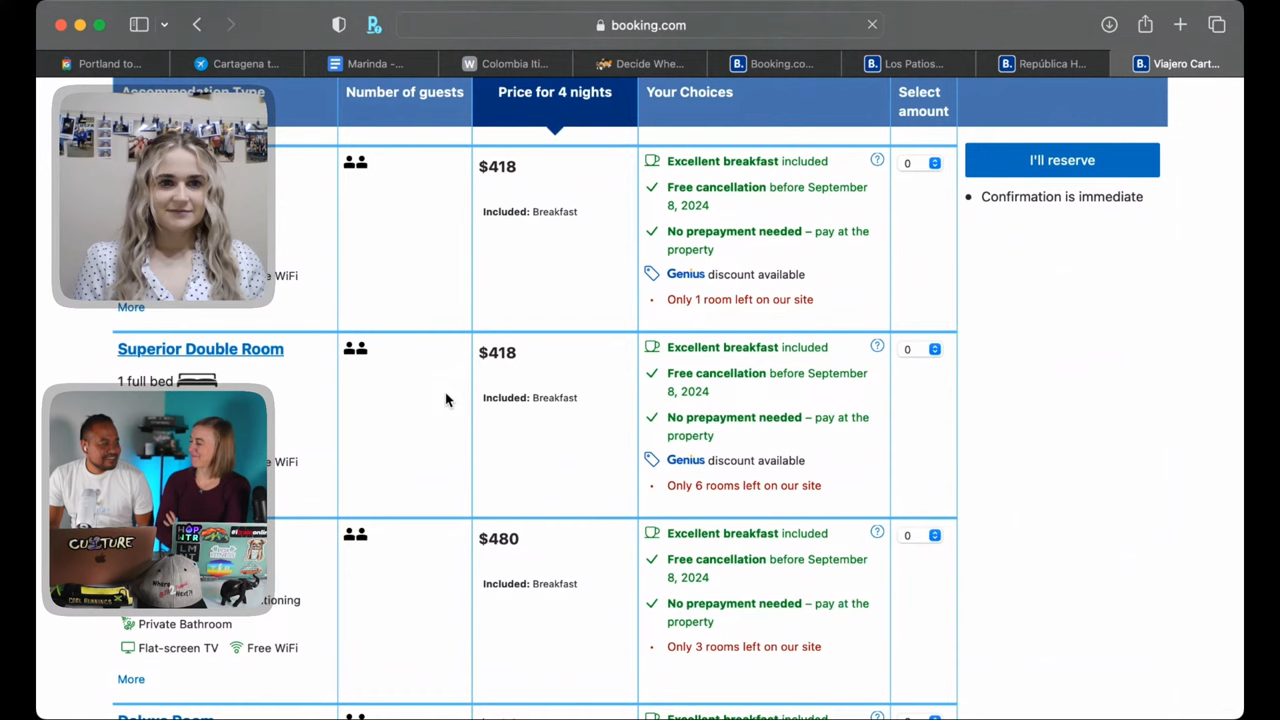 booking.com
Portland to...
Cartagena t...
Marinda -...
Colombia Iti...
Decide Whe...
Booking.co...
Los Patios...
República H...
Viajero Cart...
Accommodation Type
Number of guests
Price for 4 nights
Your Choices
Select
amount
$418
Included: Breakfast
Excellent breakfast included
Free cancellation before September
8, 2024
No prepayment needed – pay at the
property
Genius discount available
Only 1 room left on our site
0
I'll reserve
Confirmation is immediate
e WiFi
More
Superior Double Room
1 full bed
e WiFi
$418
Included: Breakfast
Excellent breakfast included
Free cancellation before September
8, 2024
No prepayment needed – pay at the
property
Genius discount available
Only 6 rooms left on our site
0
CULTURE
itioning
Private Bathroom
Flat-screen TV
Free WiFi
More
$480
Included: Breakfast
Excellent breakfast included
Free cancellation before September
8, 2024
No prepayment needed – pay at the
property
Only 3 rooms left on our site
0
Deluxe Room